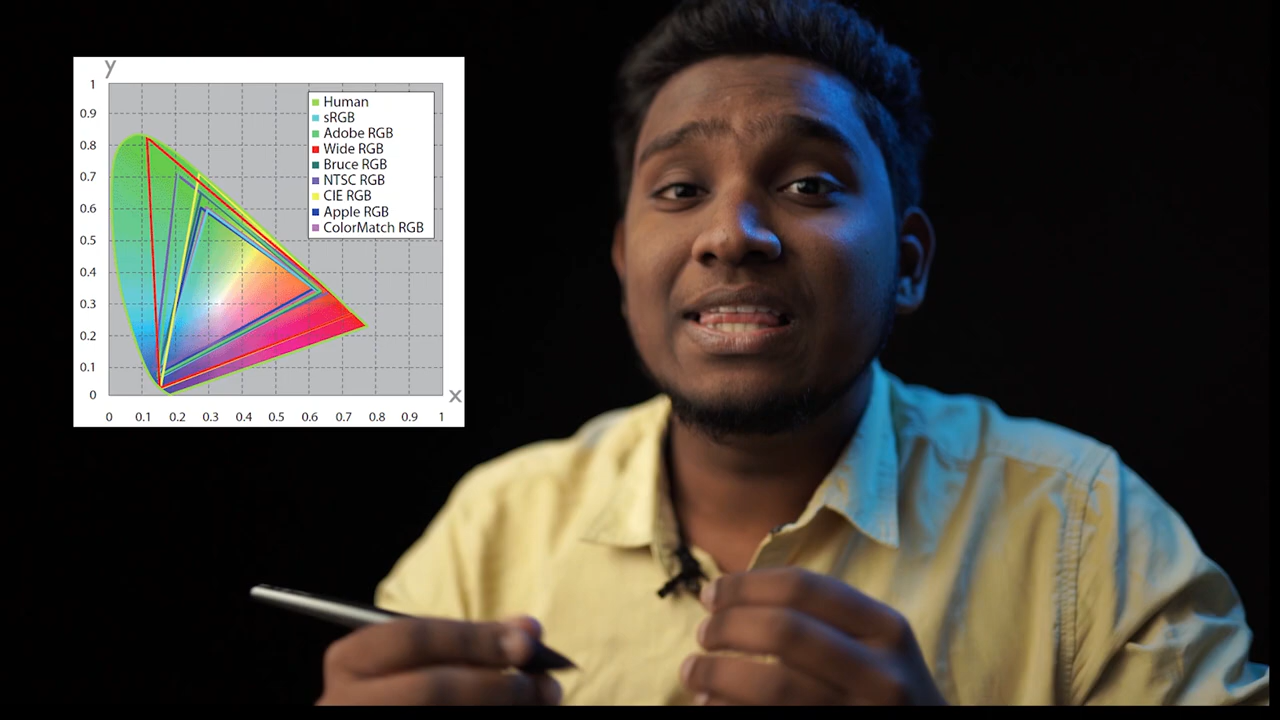 y
1
0.9
0.8
0.7
0.6
0.5
0.4
0.3
0.2
0.1
0
Human
sRGB
Adobe RGB
Wide RGB
Bruce RGB
NTSC RGB
CIE RGB
Apple RGB
ColorMatch RGB
x
0 0.1 0.2 0.3 0.4 0.5 0.6 0.7 0.8 0.9 1